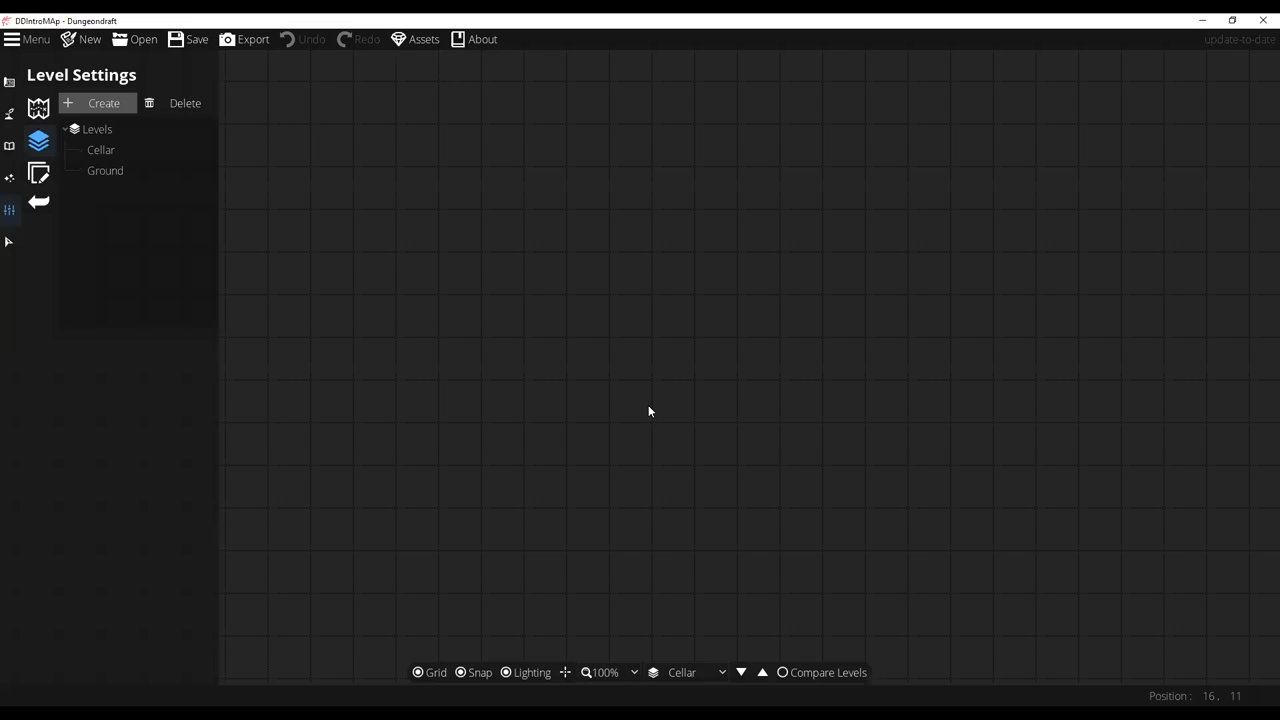 DDIntroMAp - Dungeondraft
Menu New Open Save Export Undo Redo Assets About update-to-date
Level Settings
Create Delete
Levels
Cellar
Ground
Grid Snap Lighting 100% Cellar Compare Levels
Position : 16 , 11